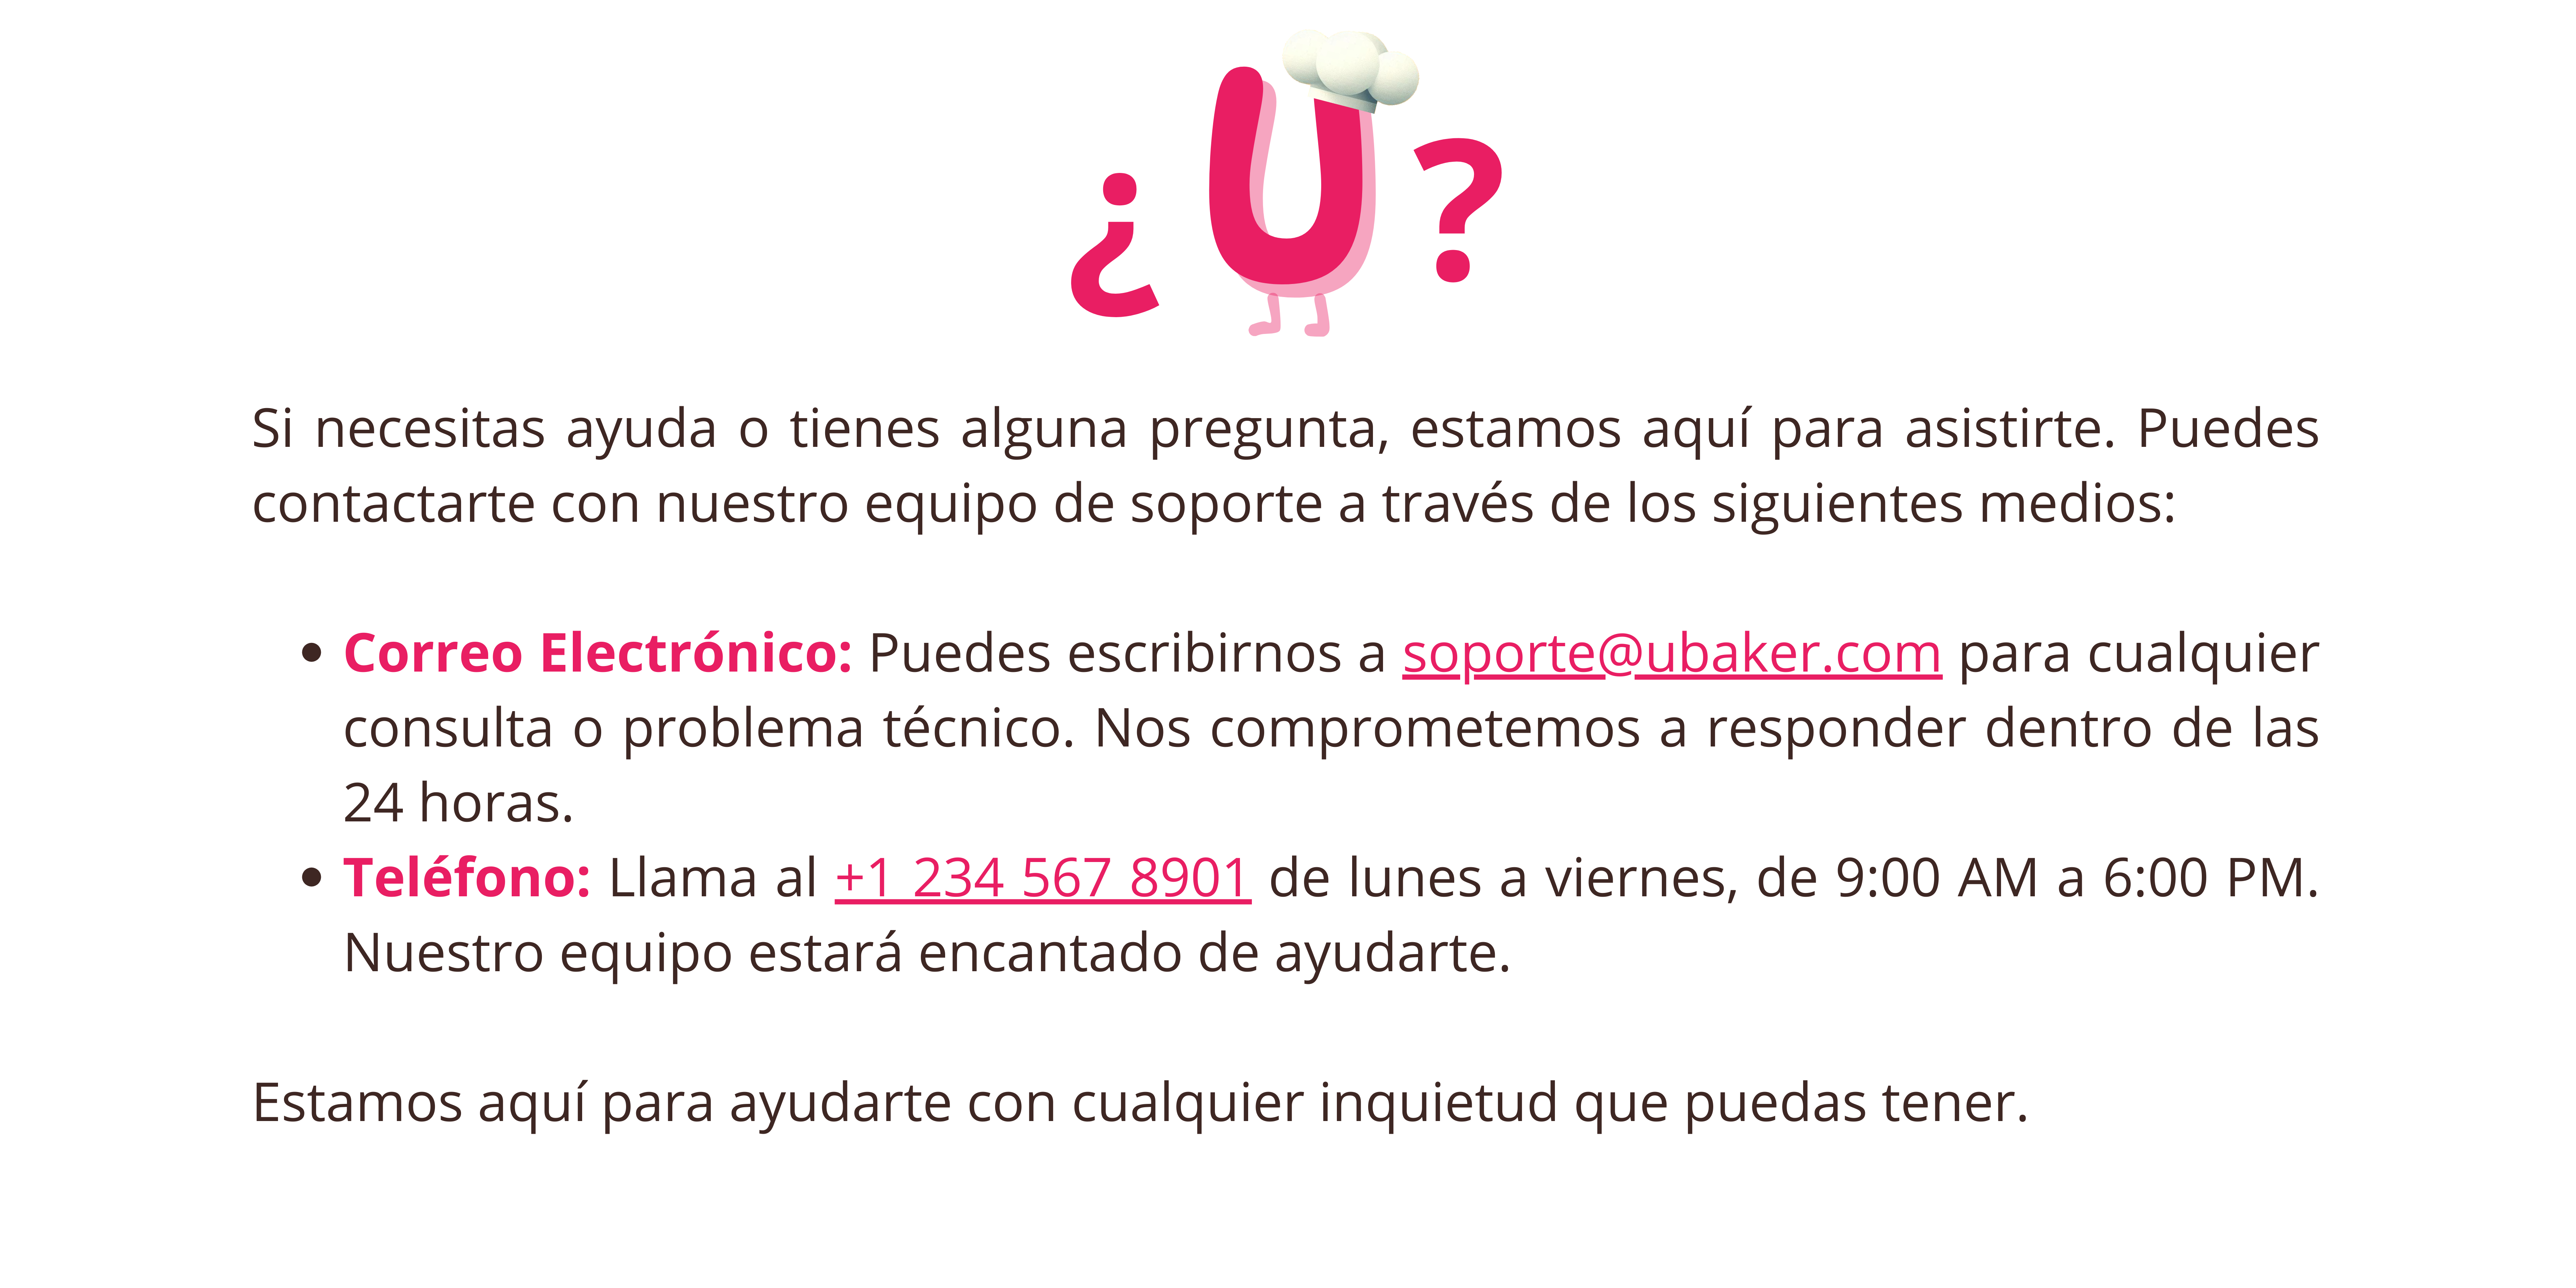 ¿U?
Si necesitas ayuda o tienes alguna pregunta, estamos aquí para asistirte. Puedes
contactarte con nuestro equipo de soporte a través de los siguientes medios:
• Correo Electrónico: Puedes escribirnos a soporte@ubaker.com para cualquier
consulta o problema técnico. Nos comprometemos a responder dentro de las
24 horas.
• Teléfono: Llama al +1 234 567 8901 de lunes a viernes, de 9:00 AM a 6:00 PM.
Nuestro equipo estará encantado de ayudarte.
Estamos aquí para ayudarte con cualquier inquietud que puedas tener.